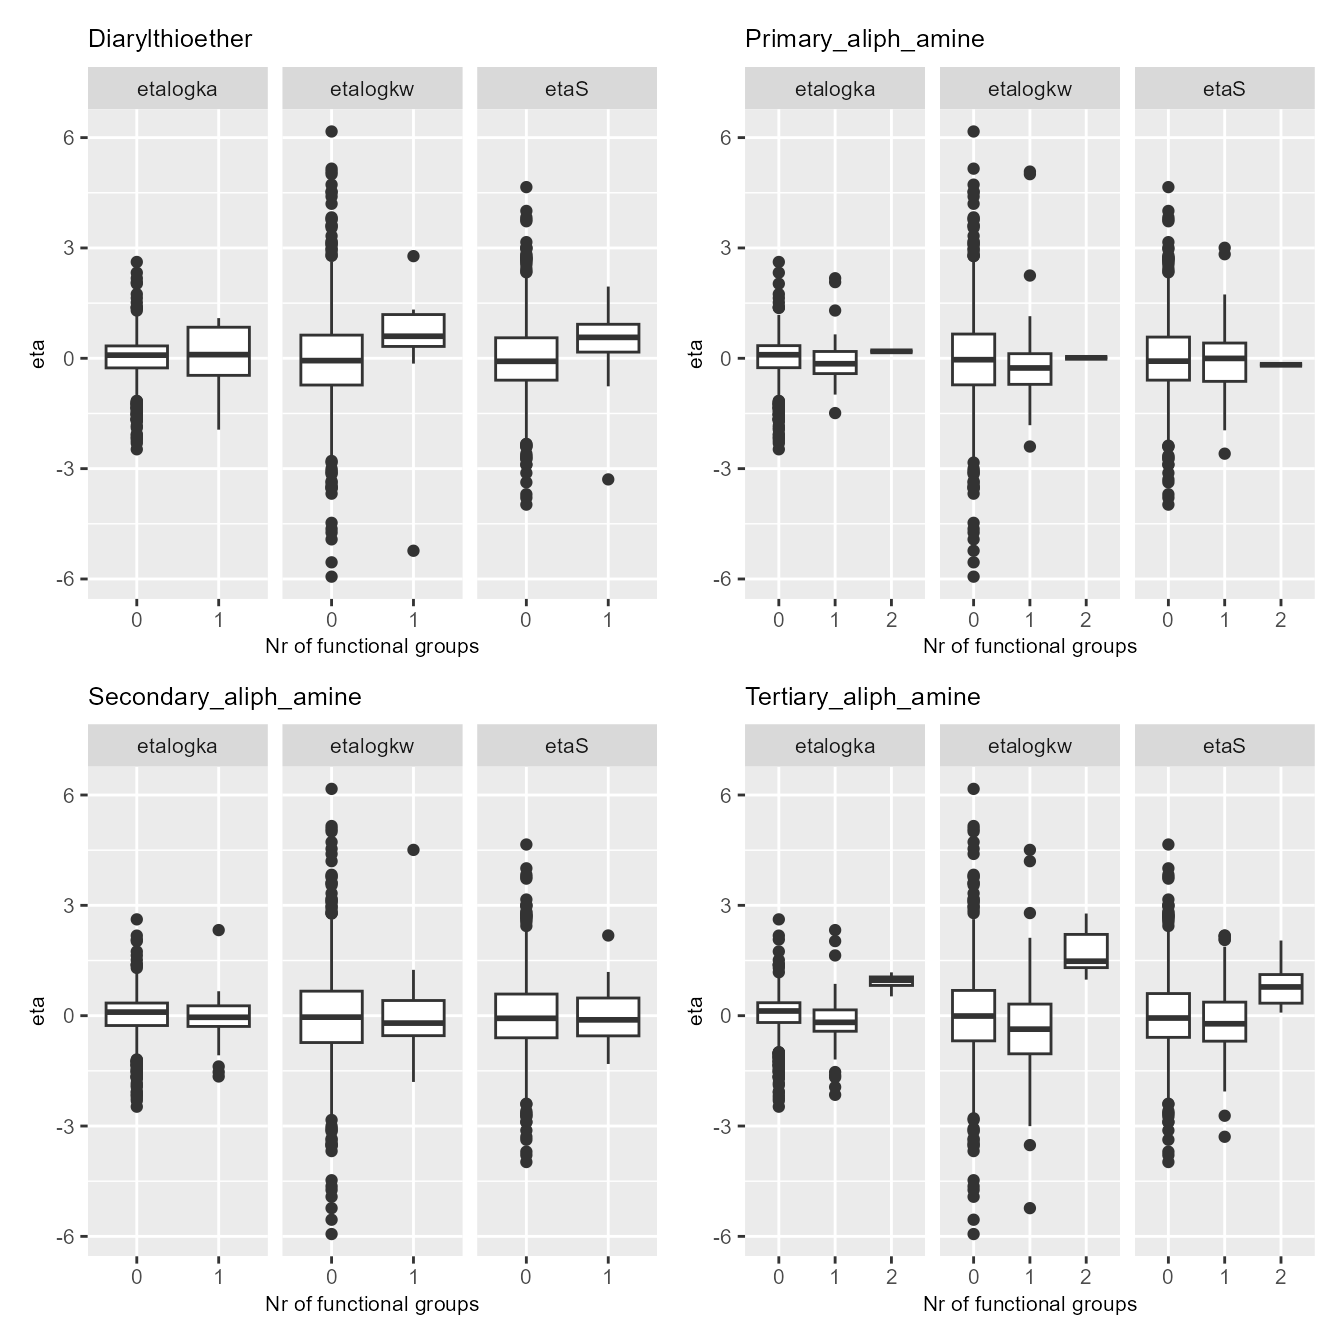 Diarylthioether
etalogka etalogkw etaS
6
3
0
-3
-6
eta
0 1 0 1 0 1
Nr of functional groups
Primary_aliph_amine
etalogka etalogkw etaS
6
3
0
-3
-6
eta
0 1 2 0 1 2 0 1 2
Nr of functional groups
Secondary_aliph_amine
etalogka etalogkw etaS
6
3
0
-3
-6
eta
0 1 0 1 0 1
Nr of functional groups
Tertiary_aliph_amine
etalogka etalogkw etaS
6
3
0
-3
-6
eta
0 1 2 0 1 2 0 1 2
Nr of functional groups